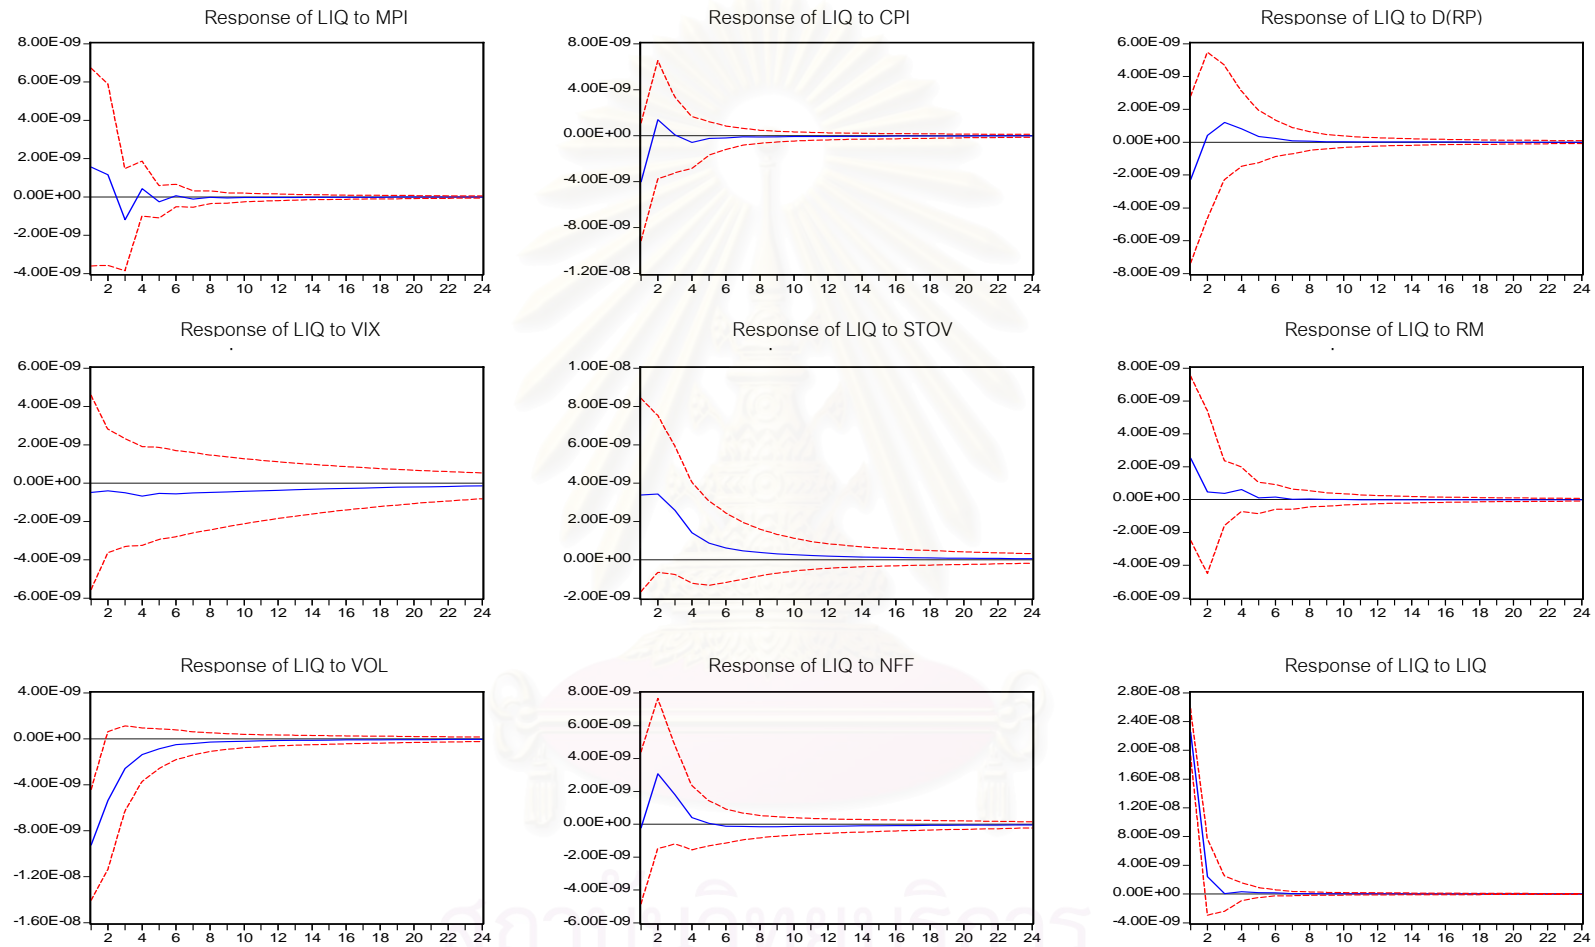 Response of LIQ to MPI
8.00E-09
6.00E-09
4.00E-09
2.00E-09
0.00E+00
-2.00E-09
-4.00E-09
2 4 6 8 10 12 14 16 18 20 22 24
Response of LIQ to CPI
8.00E-09
4.00E-09
0.00E+00
-4.00E-09
-8.00E-09
-1.20E-08
2 4 6 8 10 12 14 16 18 20 22 24
Response of LIQ to D(RP)
6.00E-09
4.00E-09
2.00E-09
0.00E+00
-2.00E-09
-4.00E-09
-6.00E-09
-8.00E-09
2 4 6 8 10 12 14 16 18 20 22 24
Response of LIQ to VIX
6.00E-09
4.00E-09
2.00E-09
0.00E+00
-2.00E-09
-4.00E-09
-6.00E-09
2 4 6 8 10 12 14 16 18 20 22 24
Response of LIQ to STOV
1.00E-08
8.00E-09
6.00E-09
4.00E-09
2.00E-09
0.00E+00
-2.00E-09
2 4 6 8 10 12 14 16 18 20 22 24
Response of LIQ to RM
8.00E-09
6.00E-09
4.00E-09
2.00E-09
0.00E+00
-2.00E-09
-4.00E-09
-6.00E-09
2 4 6 8 10 12 14 16 18 20 22 24
Response of LIQ to VOL
4.00E-09
0.00E+00
-4.00E-09
-8.00E-09
-1.20E-08
-1.60E-08
2 4 6 8 10 12 14 16 18 20 22 24
Response of LIQ to NFF
8.00E-09
6.00E-09
4.00E-09
2.00E-09
0.00E+00
-2.00E-09
-4.00E-09
-6.00E-09
2 4 6 8 10 12 14 16 18 20 22 24
Response of LIQ to LIQ
2.80E-08
2.40E-08
2.00E-08
1.60E-08
1.20E-08
8.00E-09
4.00E-09
0.00E+00
-4.00E-09
2 4 6 8 10 12 14 16 18 20 22 24